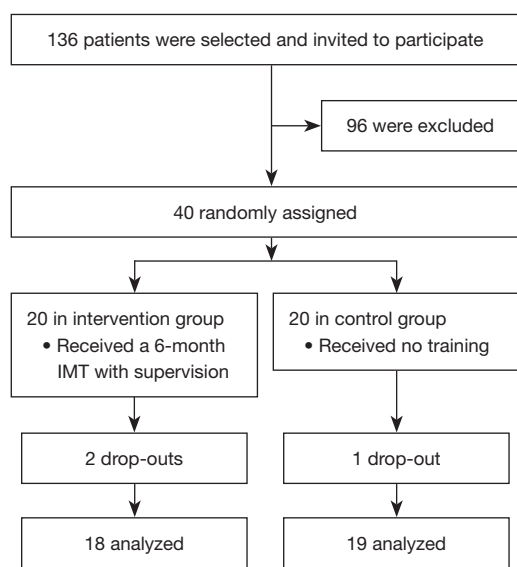 136 patients were selected and invited to participate
96 were excluded
40 randomly assigned
20 in intervention group
• Received a 6-month
IMT with supervision
20 in control group
• Received no training
2 drop-outs
1 drop-out
18 analyzed
19 analyzed